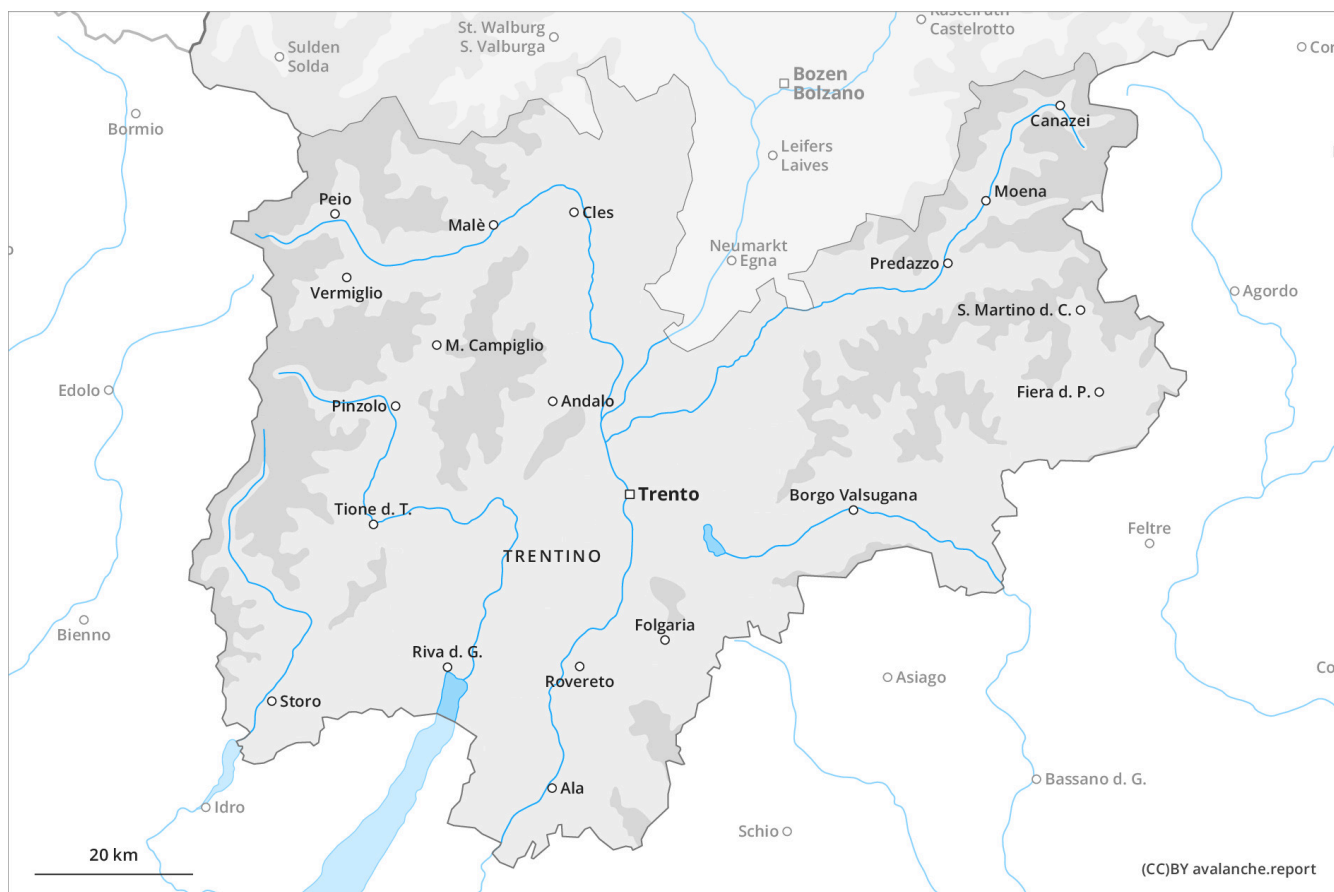 Kastelruth
Castelrotto
St. Walburg
S. Valburga
Sulden
Solda
Bozen
Bolzano
Bormio
Canazei
Leifers
Laives
Moena
Peio
Malè
Cles
Neumarkt
Egna
Predazzo
Vermiglio
Agordo
S. Martino d. C.
M. Campiglio
Edolo
Pinzolo
Andalo
Fiera d. P.
Trento
Borgo Valsugana
Tione d. T.
Feltre
TRENTINO
Bienno
Folgaria
Riva d. G.
Rovereto
Asiago
Storo
Bassano d. G.
Ala
Idro
Schio
20 km
(CC)BY avalanche.report